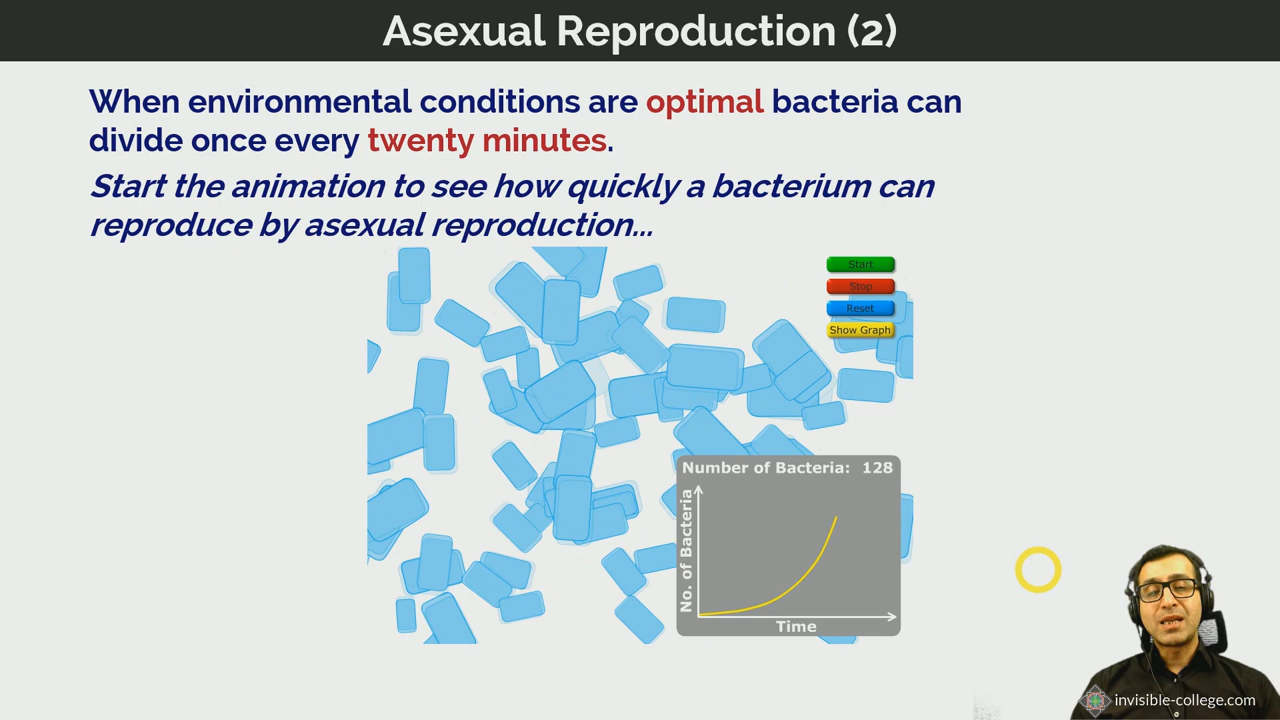 Asexual Reproduction (2)
When environmental conditions are optimal bacteria can
divide once every twenty minutes.
Start the animation to see how quickly a bacterium can
reproduce by asexual reproduction...
Start
Stop
Reset
Show Graph
Number of Bacteria: 128
No. of Bacteria
Time
invisible-college.com